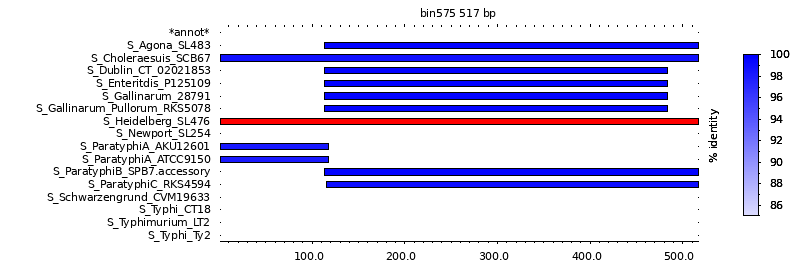 bin575 517 bp
*annot*
S_Agona_SL483
S_Choleraesuis_SCB67
S_Dublin_CT_02021853
S_Enteritdis_P125109
S_Gallinarum_28791
S_Gallinarum_Pullorum_RKS5078
S_Heidelberg_SL476
S_Newport_SL254
S_ParatyphiA_AKU12601
S_ParatyphiA_ATCC9150
S_ParatyphiB_SPB7.accessory
S_ParatyphiC_RKS4594
S_Schwarzengrund_CVM19633
S_Typhi_CT18
S_Typhimurium_LT2
S_Typhi_Ty2
100.0 200.0 300.0 400.0 500.0
% identity
100
98
96
94
92
90
88
86